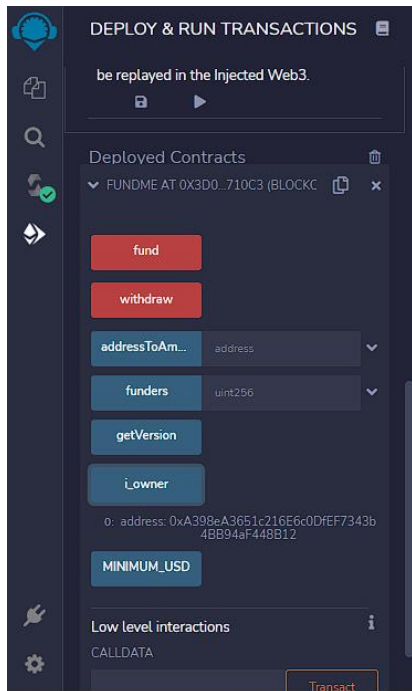 DEPLOY & RUN TRANSACTIONS
be replayed in the Injected Web3.
Deployed Contracts
FUNDME AT 0X3D0...710C3 (BLOCKC
fund
withdraw
addressToAm... address
funders uint256
getVersion
i_owner
0: address: 0xA398eA3651c216E6c0DfEF7343b
4BB94aF448B12
MINIMUM_USD
Low level interactions i
CALLDATA
Transact